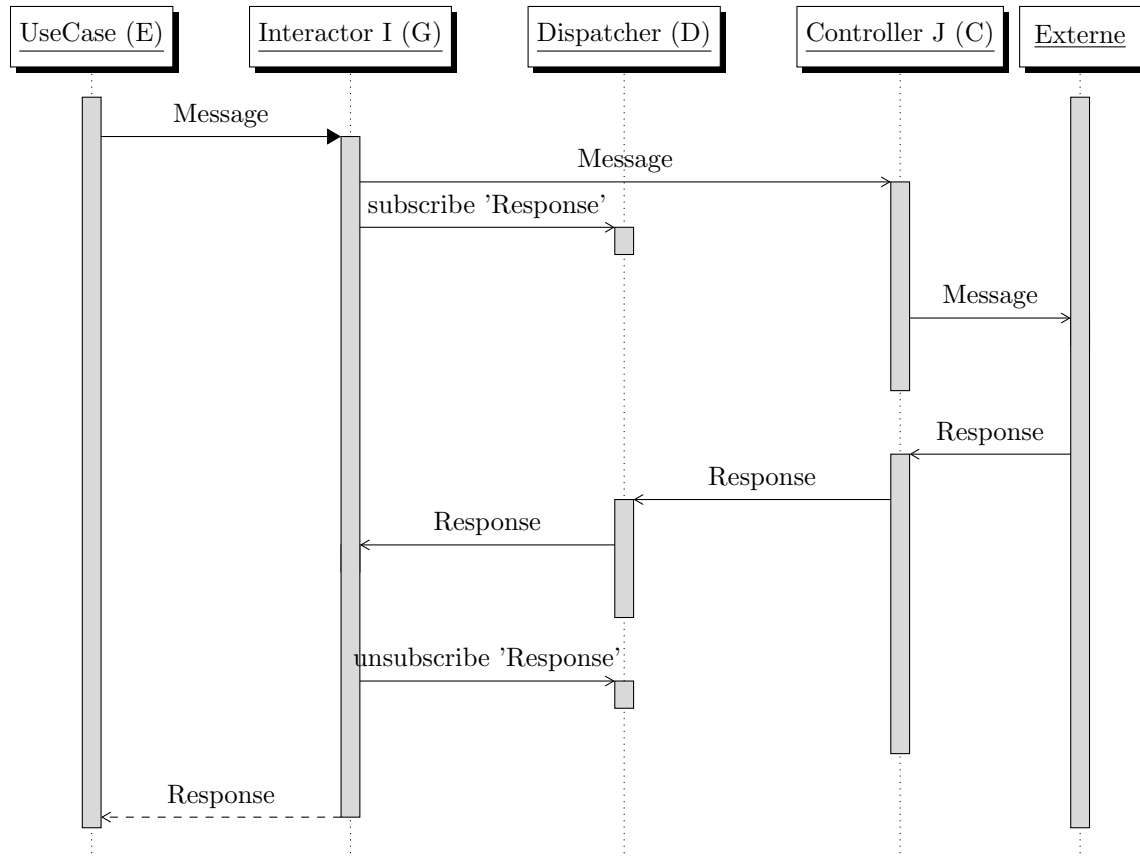 UseCase (E)
Interactor I (G)
Dispatcher (D)
Controller J (C)
Externe
Message
Message
subscribe 'Response'
Message
Response
Response
Response
unsubscribe 'Response'
Response